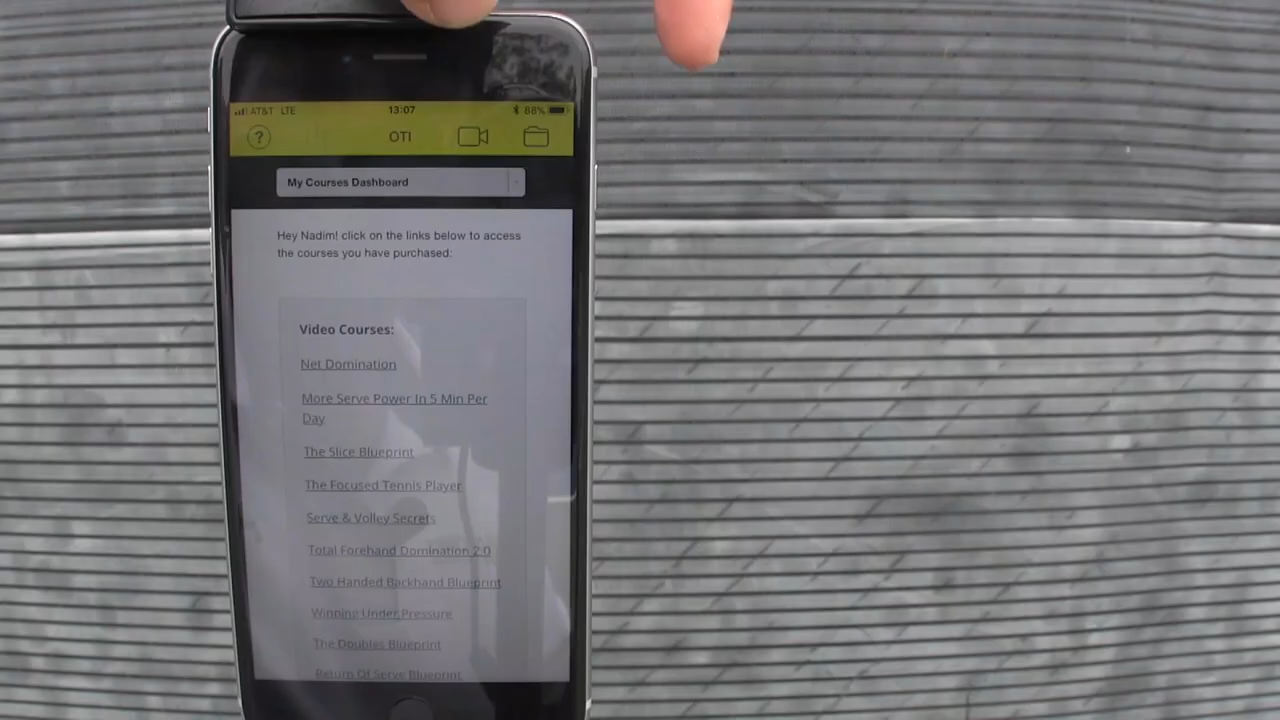 AT&T LTE 13:07 88%
? OTI
My Courses Dashboard
Hey Nadim! click on the links below to access
the courses you have purchased:
Video Courses:
Net Domination
More Serve Power In 5 Min Per
Day
The Slice Blueprint
The Focused Tennis Player
Serve & Volley Secrets
Total Forehand Domination 2.0
Two Handed Backhand Blueprint
Winning Under Pressure
The Doubles Blueprint
Return Of Serve Blueprint